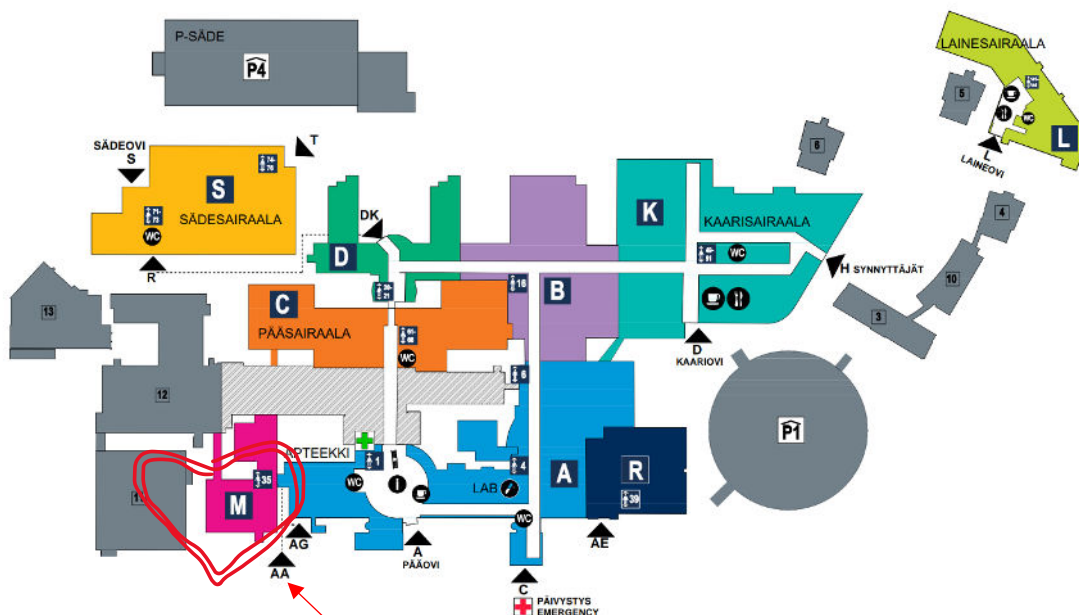 P-SÄDE
P4
LAINESAIRAALA
5
WC
L
L
LAINEOVI
SÄDEOVI
S
T
74-
76
S
71-
73
SÄDESAIRAALA
WC
R
6
K
KAARISAIRAALA
4
DK
D
WC
H SYNNYTTÄJÄT
10
13
C
16
B
3
PÄÄSAIRAALA
WC
D
KAARIOVI
12
6
P1
APTEEKKI
1
4
A
R
35
WC
i
LAB
39
M
WC
AG
A
PÄÄOVI
AE
AA
C
PÄIVYSTYS
EMERGENCY